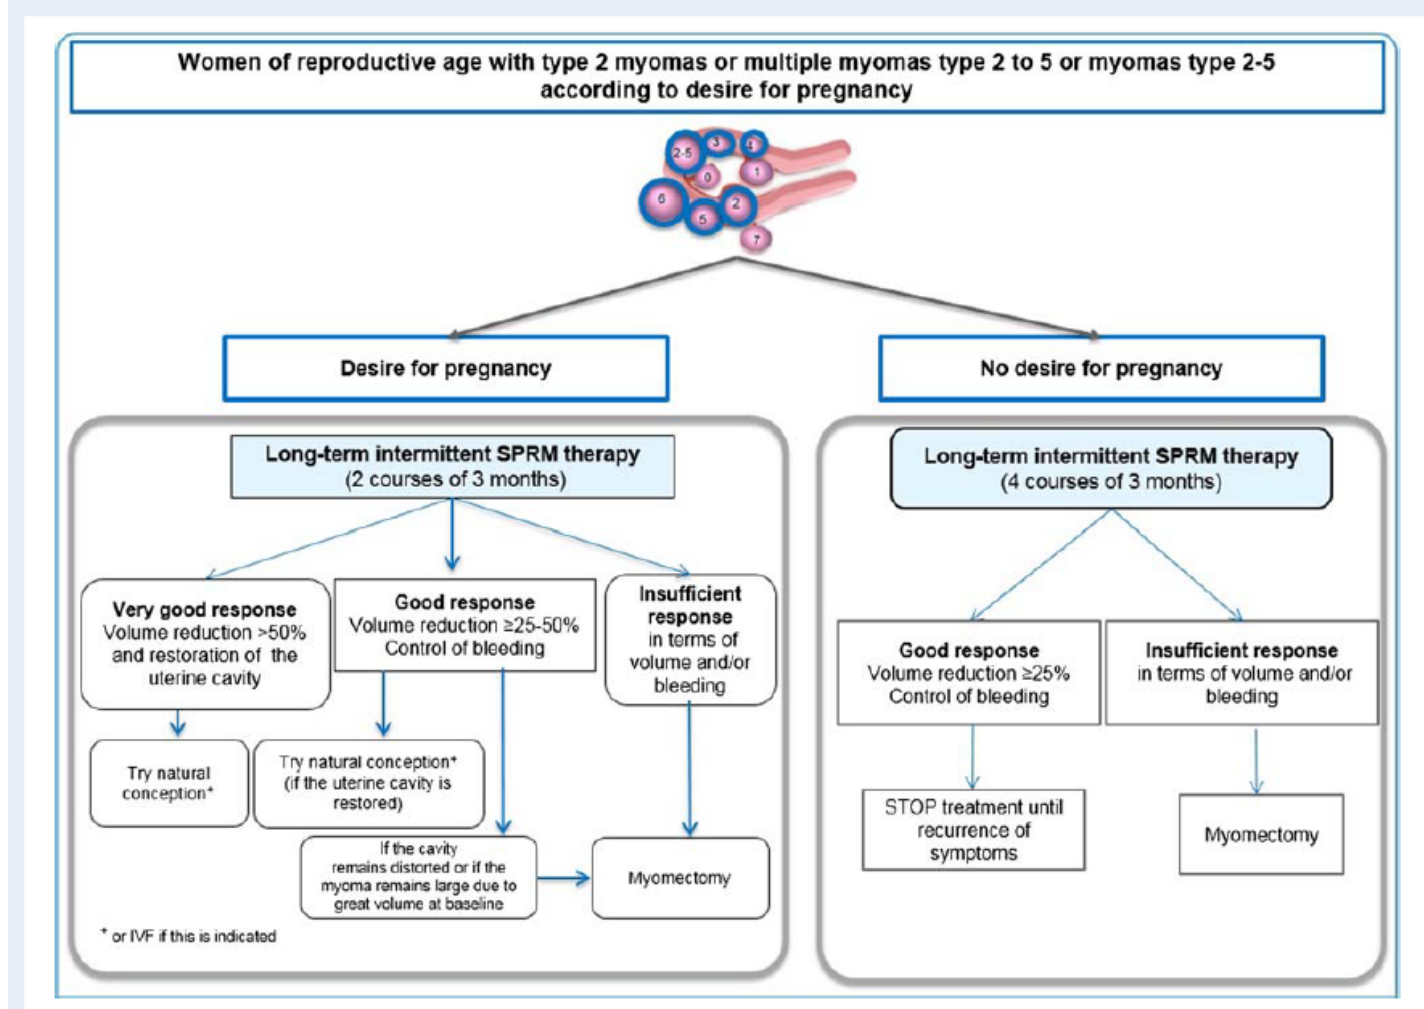 Women of reproductive age with type 2 myomas or multiple myomas type 2 to 5 or myomas type 2-5
according to desire for pregnancy
2-5
3
4
0
1
6
5
2
7
Desire for pregnancy
No desire for pregnancy
Long-term intermittent SPRM therapy
(2 courses of 3 months)
Very good response
Volume reduction >50%
and restoration of the
uterine cavity
Good response
Volume reduction ≥25-50%
Control of bleeding
Insufficient
response
in terms of
volume and/or
bleeding
Try natural
conception+
Try natural conception+
(if the uterine cavity is
restored)
If the cavity
remains distorted or if the
myoma remains large due to
great volume at baseline
Myomectomy
+ or IVF if this is indicated
Long-term intermittent SPRM therapy
(4 courses of 3 months)
Good response
Volume reduction ≥25%
Control of bleeding
Insufficient response
in terms of volume and/or
bleeding
STOP treatment until
recurrence of
symptoms
Myomectomy